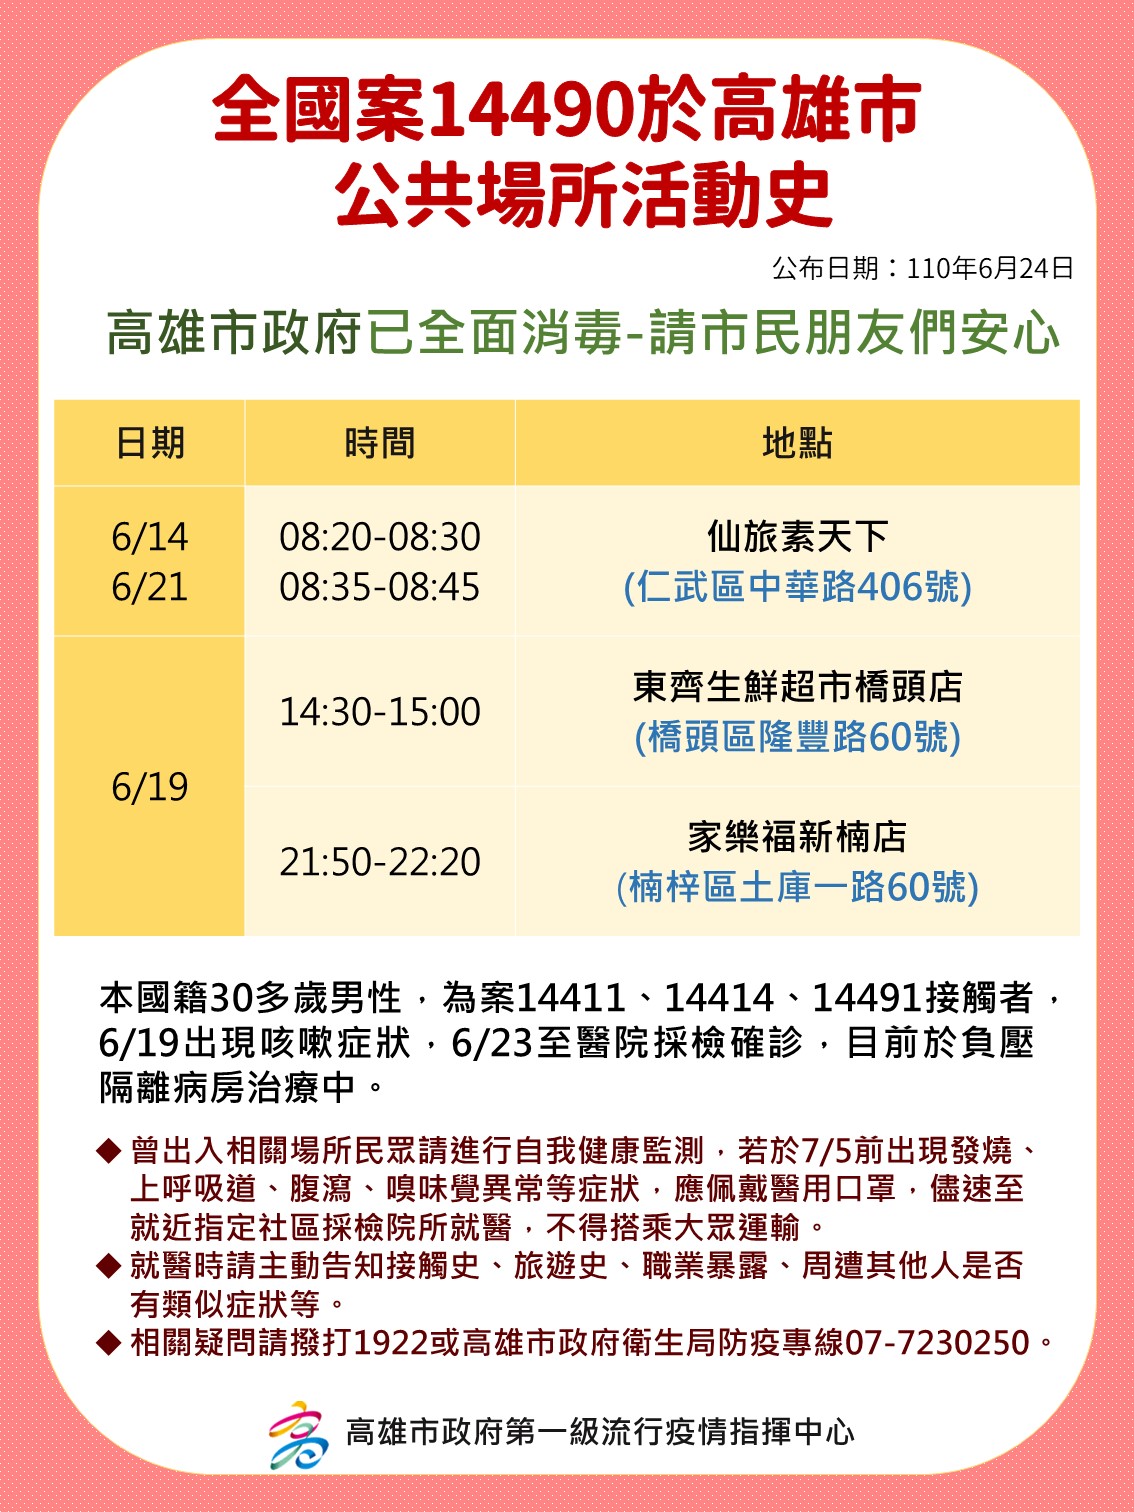 全國案14490於高雄市
公共場所活動史
公布日期：110年6月24日
高雄市政府已全面消毒-請市民朋友們安心
日期 時間 地點
6/14 08:20-08:30 仙旅素天下
6/21 08:35-08:45 (仁武區中華路406號)
6/19
14:30-15:00
東齊生鮮超市橋頭店
(橋頭區隆豐路60號)
21:50-22:20
家樂福新楠店
(楠梓區土庫一路60號)
本國籍30多歲男性，為案14411、14414、14491接觸者，
6/19出現咳嗽症狀，6/23至醫院採檢確診，目前於負壓
隔離病房治療中。
◆曾出入相關場所民眾請進行自我健康監測，若於7/5前出現發燒、
上呼吸道、腹瀉、嗅味覺異常等症狀，應佩戴醫用口罩，儘速至
就近指定社區採檢院所就醫，不得搭乘大眾運輸。
◆就醫時請主動告知接觸史、旅遊史、職業暴露、周遭其他人是否
有類似症狀等。
◆相關疑問請撥打1922或高雄市政府衛生局防疫專線07-7230250。
高雄市政府第一級流行疫情指揮中心